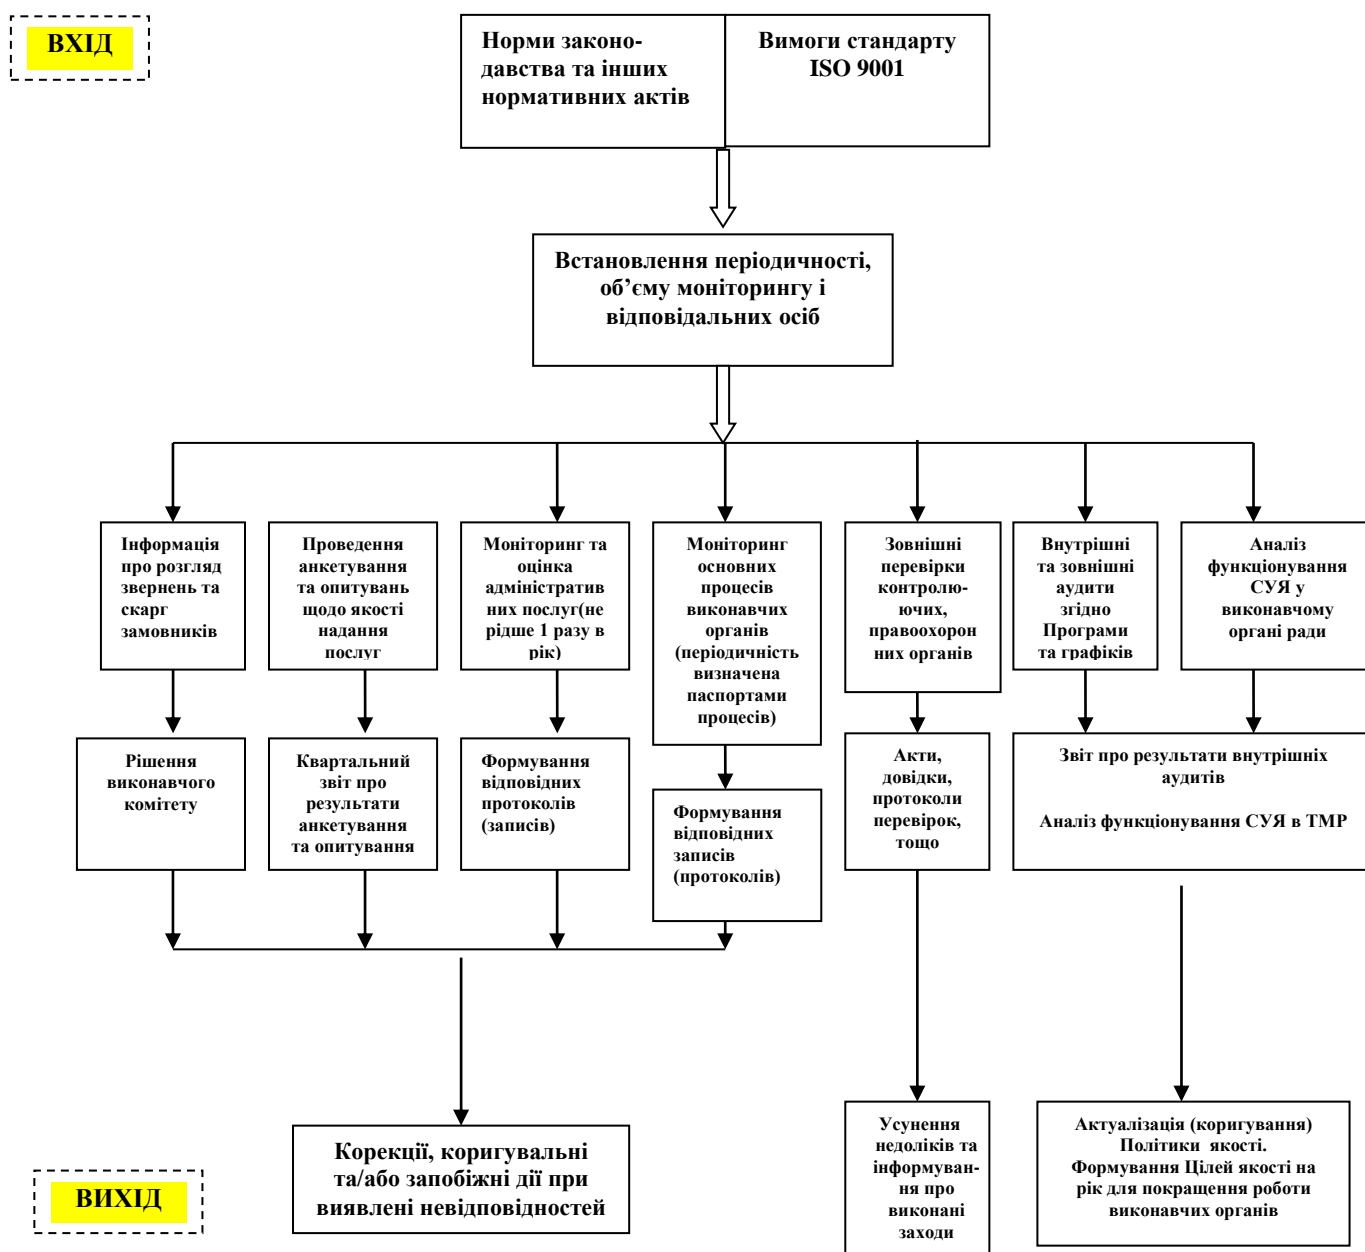 ВХІД
Норми законо-
давства та інших
нормативних актів
Вимоги стандарту
ISO 9001
Встановлення періодичності,
об’єму моніторингу і
відповідальних осіб
Інформація
про розгляд
звернень та
скарг
замовників
Проведення
анкетування
та опитувань
щодо якості
надання
послуг
Моніторинг та
оцінка
адміністратив
них послуг(не
рідше 1 разу в
рік)
Моніторинг
основних
процесів
виконавчих
органів
(періодичність
визначена
паспортами
процесів)
Зовнішні
перевірки
контролю-
ючих,
правоохорон
них органів
Внутрішні
та зовнішні
аудити
згідно
Програми
та графіків
Аналіз
функціонування
СУЯ у
виконавчому
органі ради
Рішення
виконавчого
комітету
Квартальний
звіт про
результати
анкетування
та опитування
Формування
відповідних
протоколів
(записів)
Формування
відповідних
записів
(протоколів)
Акти,
довідки,
протоколи
перевірок,
тощо
Звіт про результати внутрішніх
аудитів
Аналіз функціонування СУЯ в ТМР
Корекції, коригувальні
та/або запобіжні дії при
виявлені невідповідностей
Усунення
недоліків та
інформуван-
ня про
виконані
заходи
Актуалізація (коригування)
Політики якості.
Формування Цілей якості на
рік для покращення роботи
виконавчих органів
ВИХІД